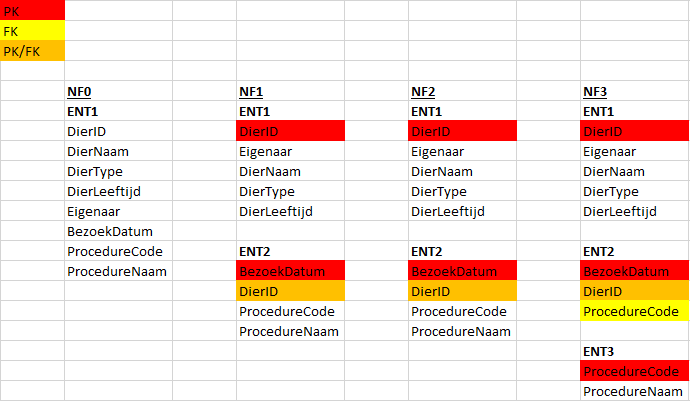 PK
FK
PK/FK
NF0 NF1 NF2 NF3
ENT1 ENT1 ENT1 ENT1
DierID DierID DierID DierID
DierNaam Eigenaar Eigenaar Eigenaar
DierType DierNaam DierNaam DierNaam
DierLeeftijd DierType DierType DierType
Eigenaar DierLeeftijd DierLeeftijd DierLeeftijd
BezoekDatum
ProcedureCode ENT2 ENT2 ENT2
ProcedureNaam BezoekDatum BezoekDatum BezoekDatum
DierID DierID DierID
ProcedureCode ProcedureCode ProcedureCode
ProcedureNaam ProcedureNaam
ENT3
ProcedureCode
ProcedureNaam